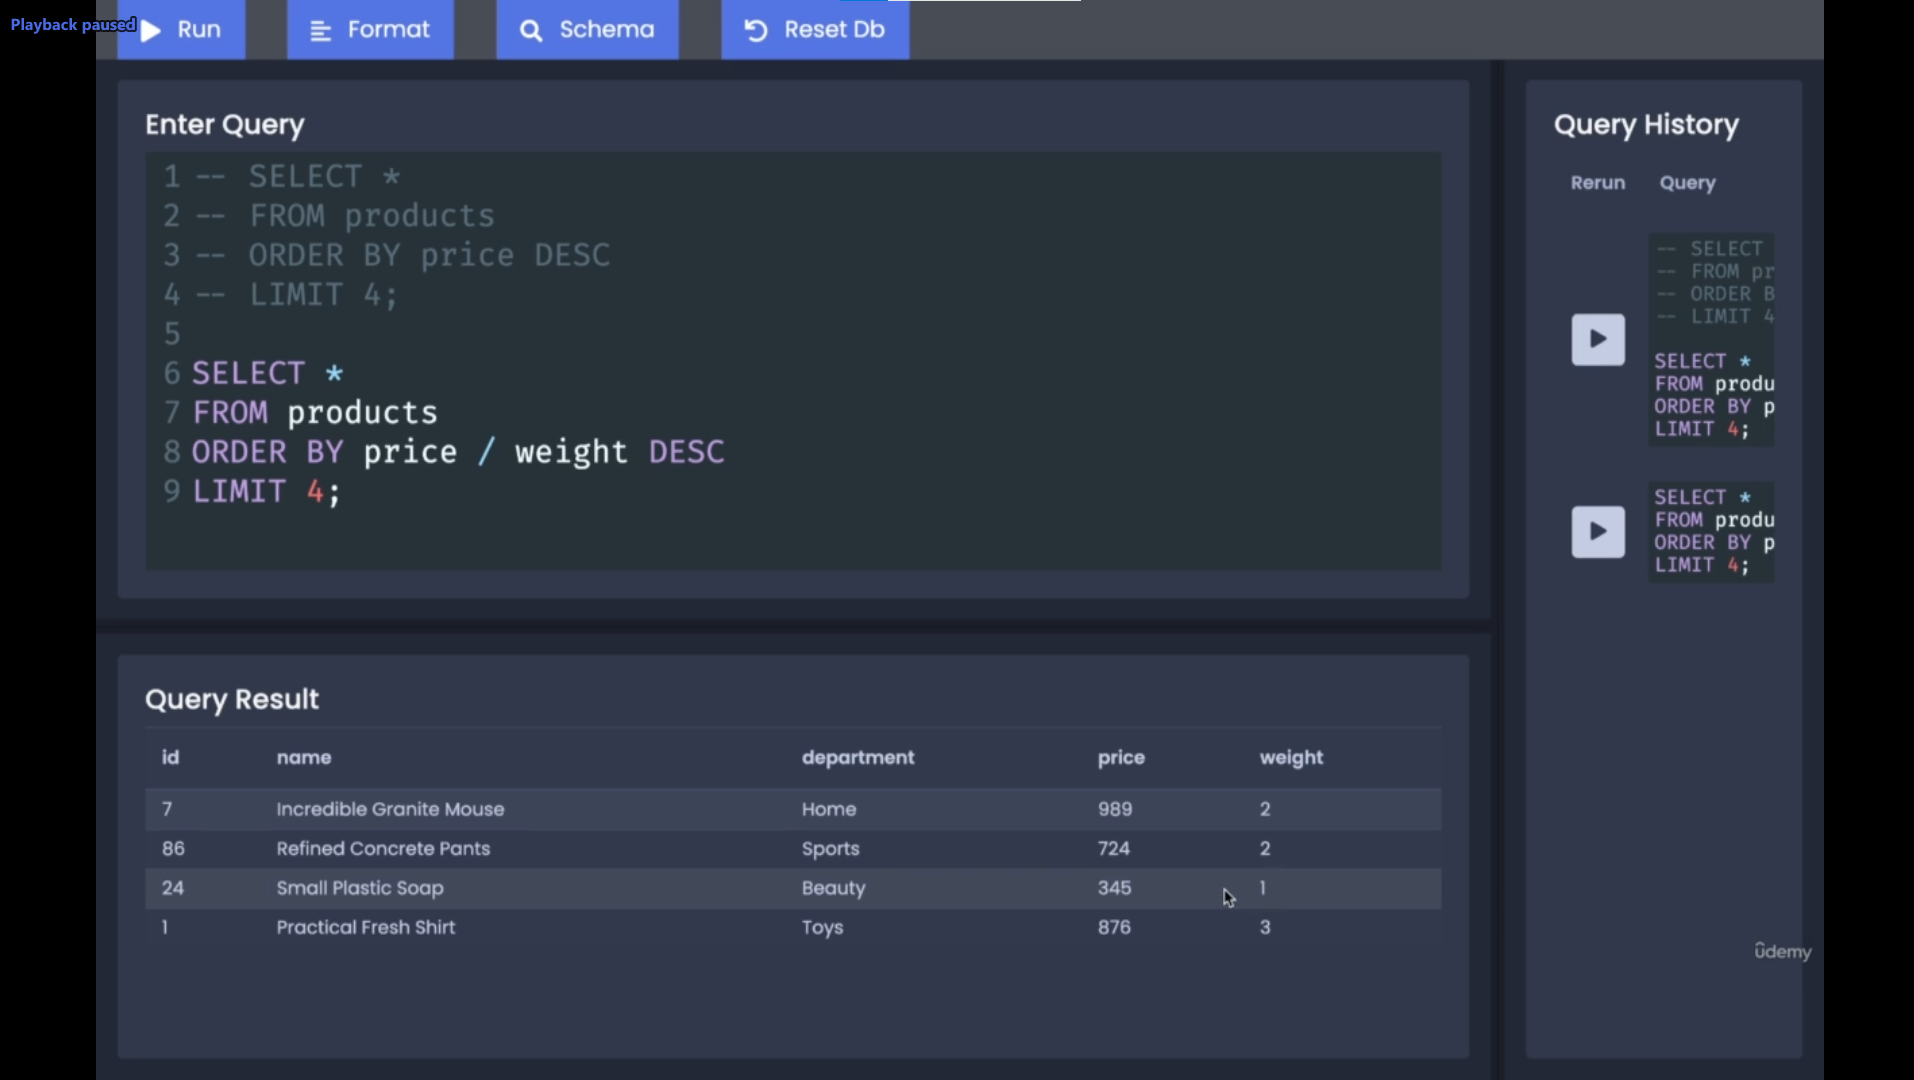 Playback paused
Run
Format
Schema
Reset Db
Enter Query
1 -- SELECT *
2 -- FROM products
3 -- ORDER BY price DESC
4 -- LIMIT 4;
5
6 SELECT *
7 FROM products
8 ORDER BY price / weight DESC
9 LIMIT 4;
Query History
Rerun Query
-- SELECT
-- FROM pr
-- ORDER B
-- LIMIT 4
SELECT *
FROM produ
ORDER BY p
LIMIT 4;
SELECT *
FROM produ
ORDER BY p
LIMIT 4;
Query Result
id name department price weight
7 Incredible Granite Mouse Home 989 2
86 Refined Concrete Pants Sports 724 2
24 Small Plastic Soap Beauty 345 1
1 Practical Fresh Shirt Toys 876 3
ûdemy